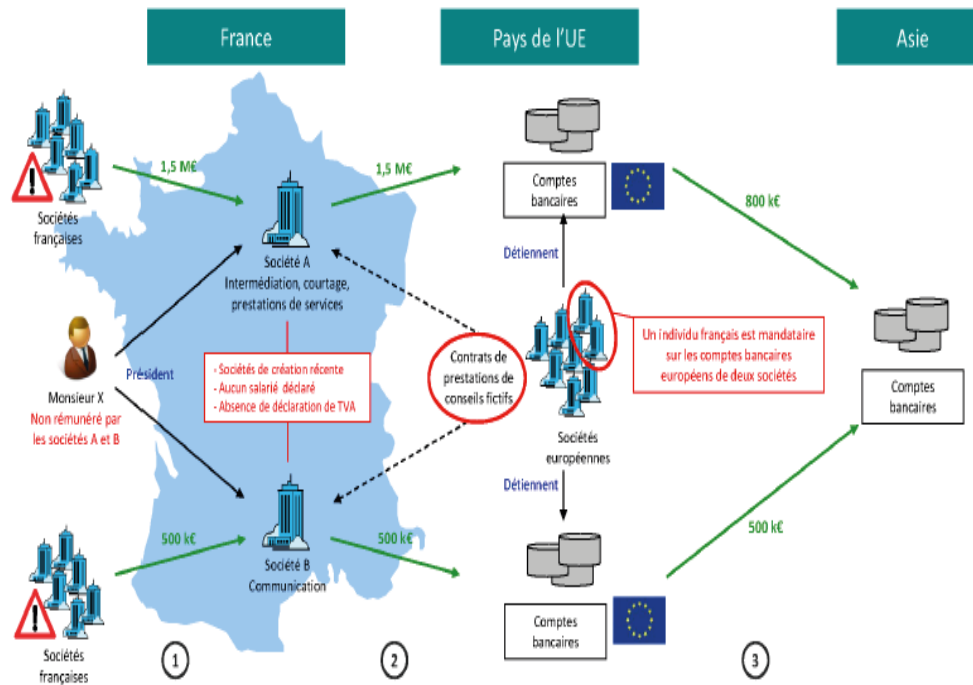 France
Pays de l’UE
Asie
1,5 M€
1,5 M€
Sociétés
françaises
Société A
Intermédiation, courtage,
prestations de services
Comptes
bancaires
800 k€
Détiennent
Monsieur X
Non rémunéré par
les sociétés A et B
Président
- Sociétés de création récente
- Aucun salarié déclaré
- Absence de déclaration de TVA
Contrats de
prestations de
conseils fictifs
Un individu français est mandataire
sur les comptes bancaires
européens de deux sociétés
Comptes
bancaires
Sociétés
européennes
Détiennent
500 k€
500 k€
500 k€
Société B
Communication
Sociétés
françaises
Comptes
bancaires
1
2
3